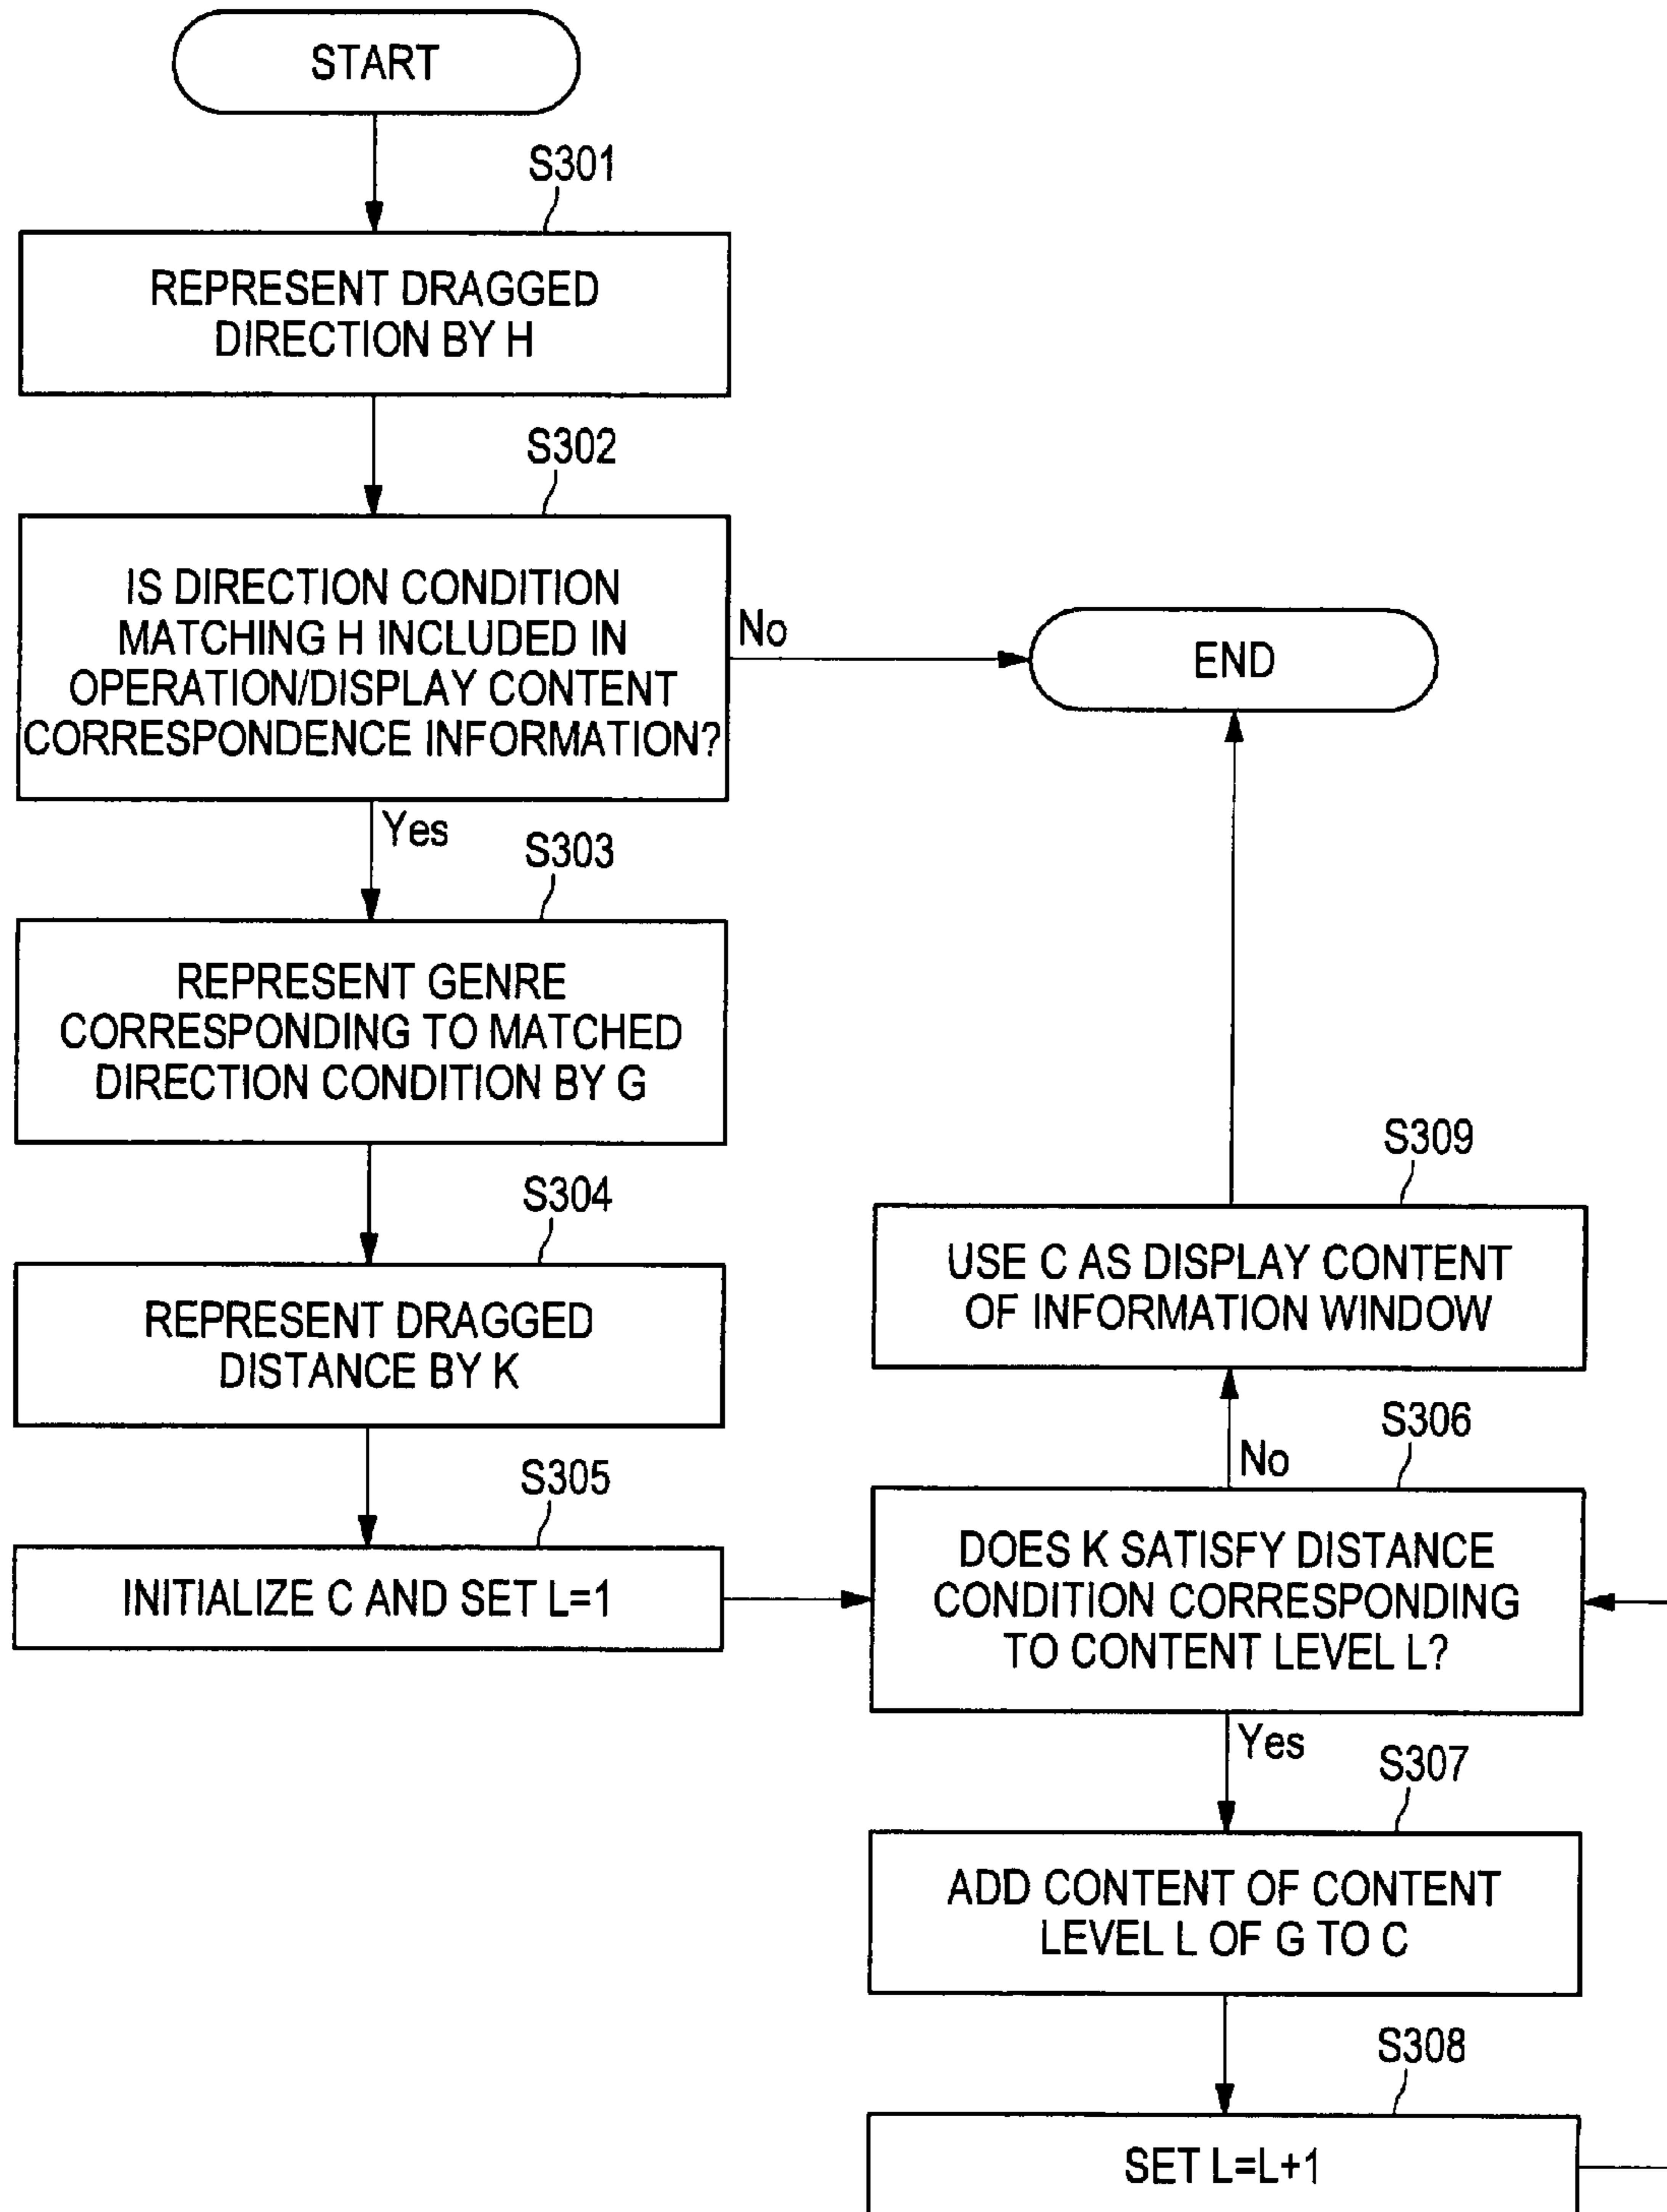 START
S301
REPRESENT DRAGGED
DIRECTION BY H
S302
IS DIRECTION CONDITION
MATCHING H INCLUDED IN
OPERATION/DISPLAY CONTENT
CORRESPONDENCE INFORMATION?
No
END
Yes
S303
REPRESENT GENRE
CORRESPONDING TO MATCHED
DIRECTION CONDITION BY G
S304
REPRESENT DRAGGED
DISTANCE BY K
S305
INITIALIZE C AND SET L=1
S309
USE C AS DISPLAY CONTENT
OF INFORMATION WINDOW
S306
No
DOES K SATISFY DISTANCE
CONDITION CORRESPONDING
TO CONTENT LEVEL L?
Yes
S307
ADD CONTENT OF CONTENT
LEVEL L OF G TO C
S308
SET L=L+1